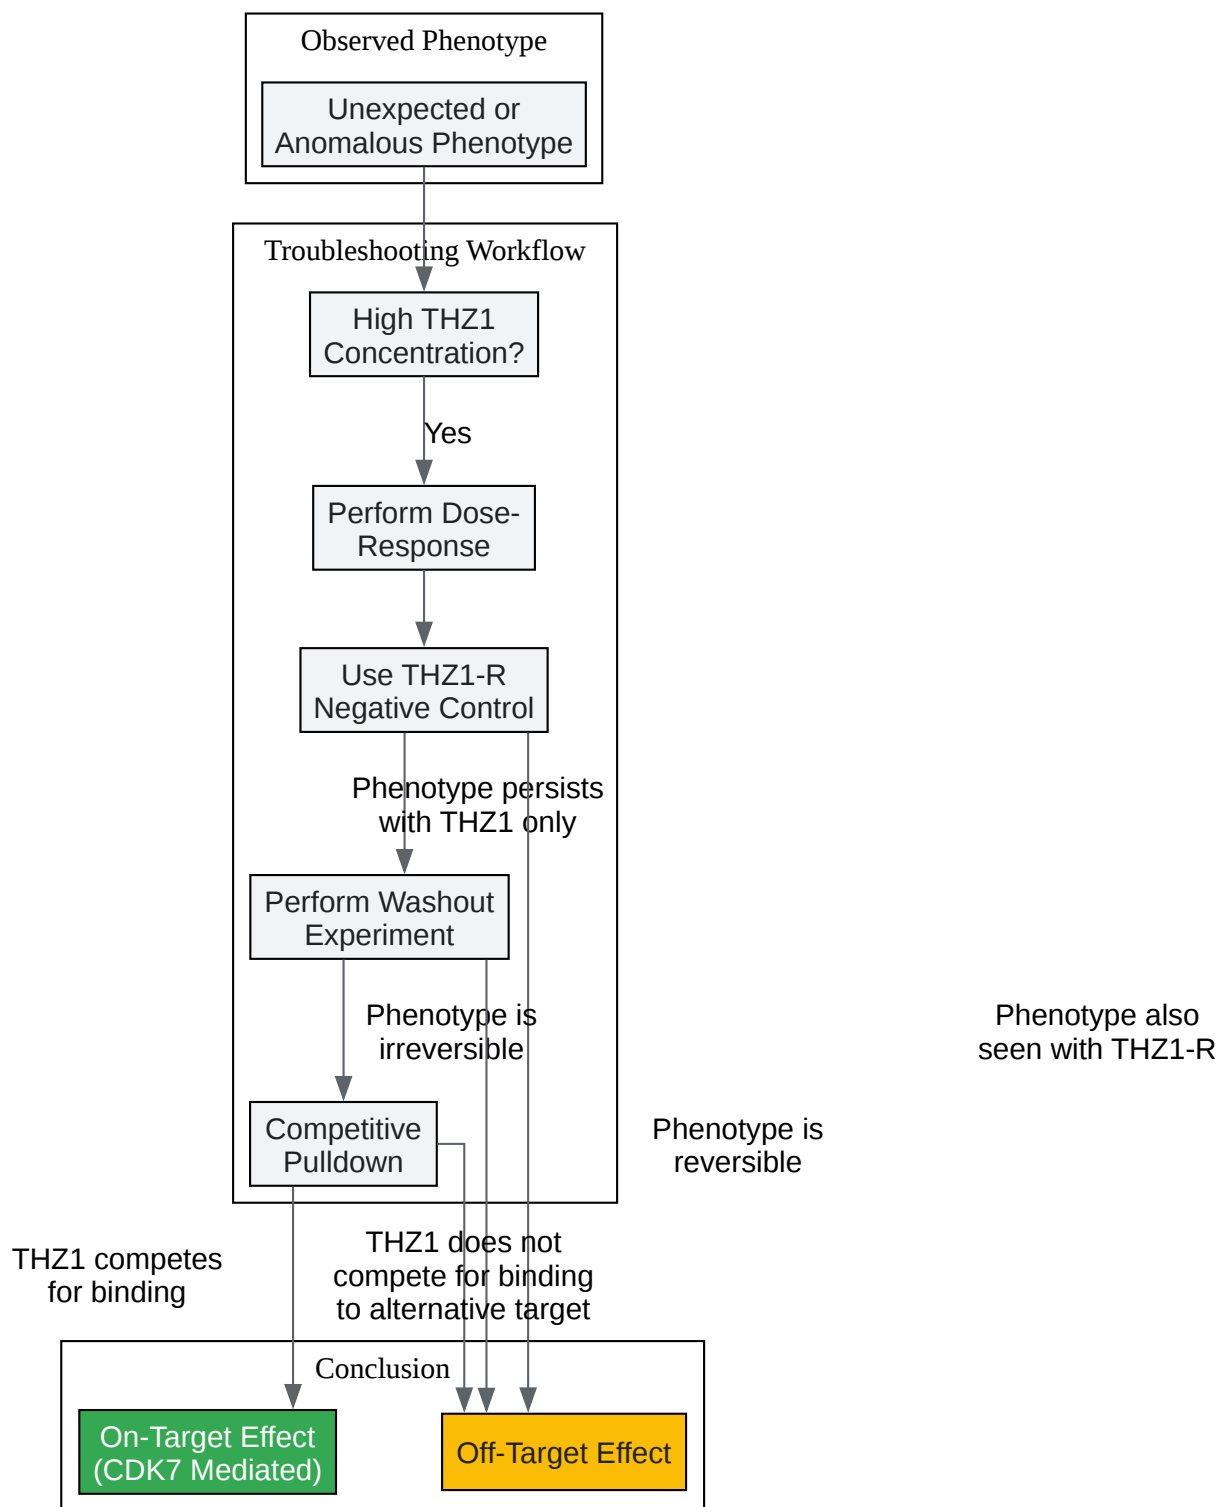 Observed Phenotype
Unexpected or
Anomalous Phenotype
Troubleshooting Workflow
High THZ1
Concentration?
Yes
Perform Dose-
Response
Use THZ1-R
Negative Control
Phenotype persists
with THZ1 only
Perform Washout
Experiment
Phenotype is
irreversible
Phenotype also
seen with THZ1-R
Competitive
Pulldown
Phenotype is
reversible
THZ1 competes
for binding
THZ1 does not
compete for binding
to alternative target
Conclusion
On-Target Effect
(CDK7 Mediated)
Off-Target Effect